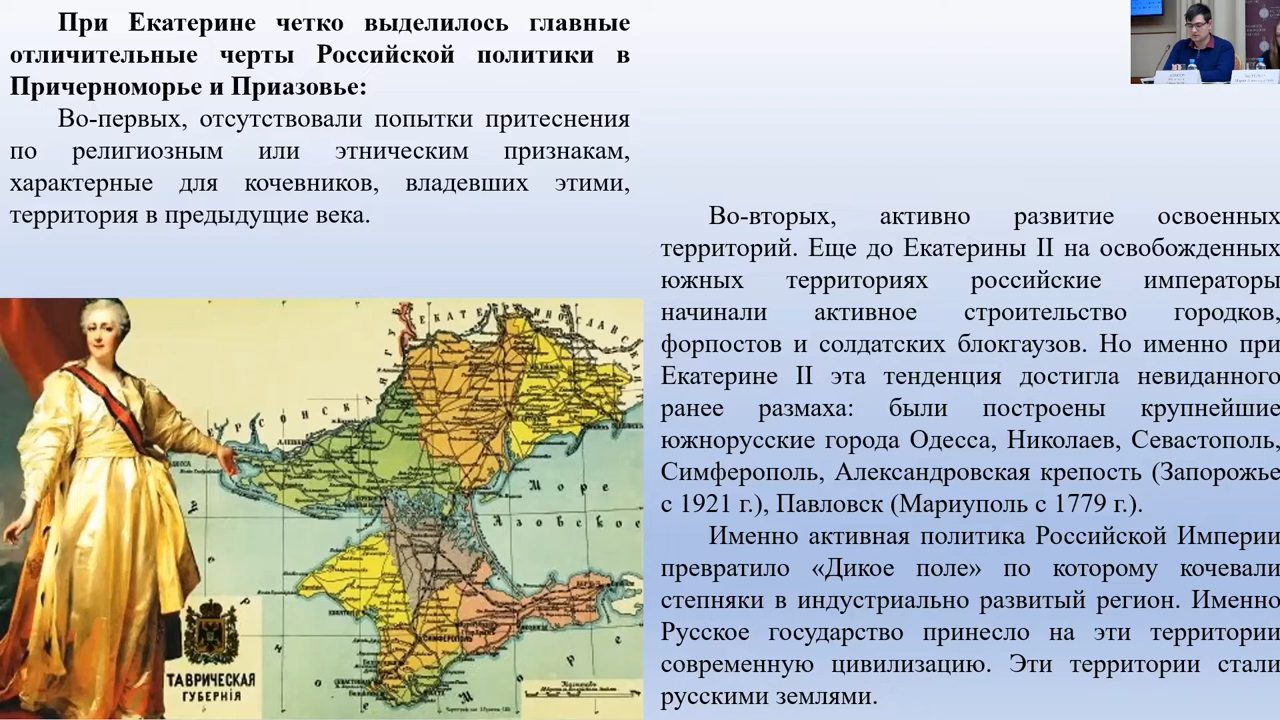 При Екатерине четко выделилось главные
отличительные черты Российской политики в
Причерноморье и Приазовье:
Во-первых, отсутствовали попытки притеснения
по религиозным или этническим признакам,
характерные для кочевников, владевших этими,
территория в предыдущие века.
Во-вторых, активно развитие освоенных
территорий. Еще до Екатерины II на освобожденных
южных территориях российские императоры
начинали активное строительство городков,
форпостов и солдатских блокгаузов. Но именно при
Екатерине II эта тенденция достигла невиданного
ранее размаха: были построены крупнейшие
южнорусские города Одесса, Николаев, Севастополь,
Симферополь, Александровская крепость (Запорожье
с 1921 г.), Павловск (Мариуполь с 1779 г.).
Именно активная политика Российской Империи
превратило «Дикое поле» по которому кочевали
степняки в индустриально развитый регион. Именно
Русское государство принесло на эти территории
современную цивилизацию. Эти территории стали
русскими землями.
Море
Азовское
СИМФЕРОПОЛЬ
ТАВРИЧЕСКАЯ
ГУБЕРНІЯ